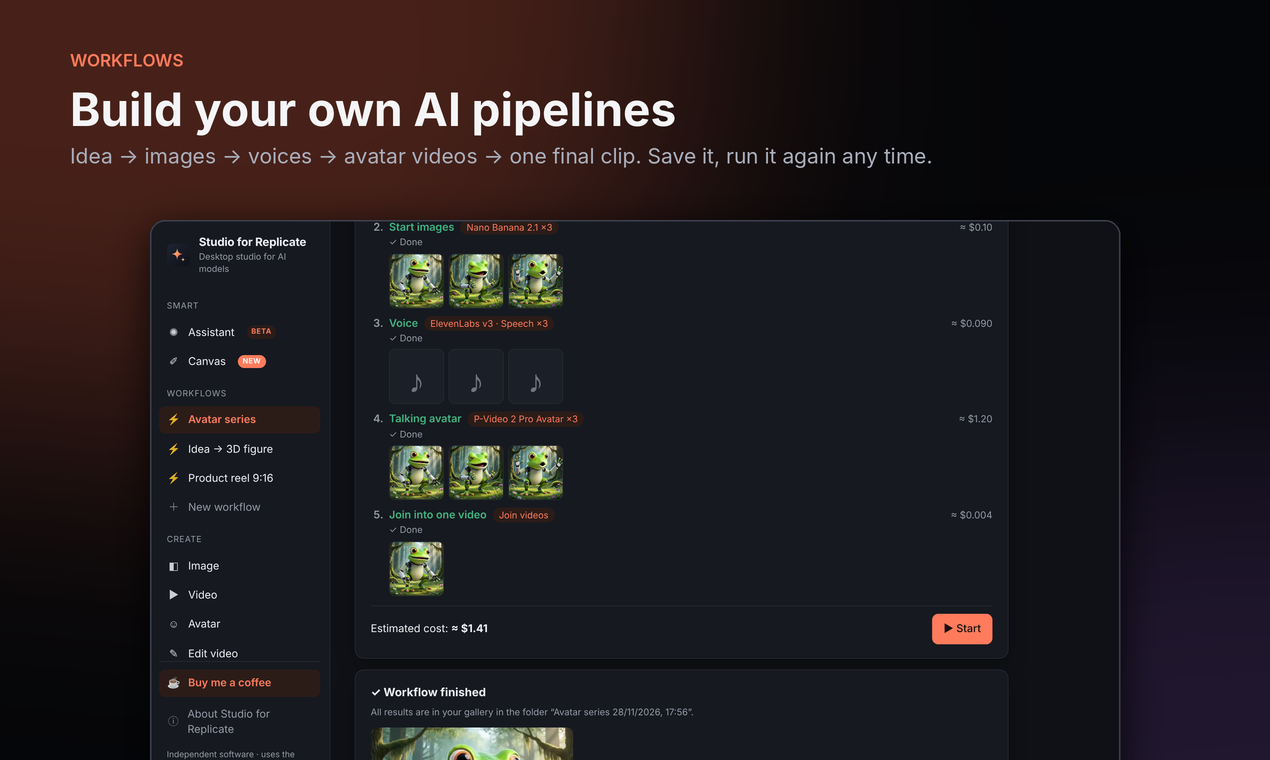 WORKFLOWS
Build your own AI pipelines
Idea → images → voices → avatar videos → one final clip. Save it, run it again any time.
Studio for Replicate
Desktop studio for AI
models
SMART
Assistant BETA
Canvas NEW
WORKFLOWS
Avatar series
Idea → 3D figure
Product reel 9:16
+ New workflow
CREATE
Image
Video
Avatar
Edit video
Buy me a coffee
About Studio for
Replicate
Independent software · uses the
2. Start images Nano Banana 2.1 ×3 ≈ $0.10
✓ Done
3. Voice ElevenLabs v3 · Speech ×3 ≈ $0.090
✓ Done
4. Talking avatar P-Video 2 Pro Avatar ×3 ≈ $1.20
✓ Done
5. Join into one video Join videos ≈ $0.004
✓ Done
Estimated cost: ≈ $1.41 ▶ Start
✓ Workflow finished
All results are in your gallery in the folder “Avatar series 28/11/2026, 17:56”.